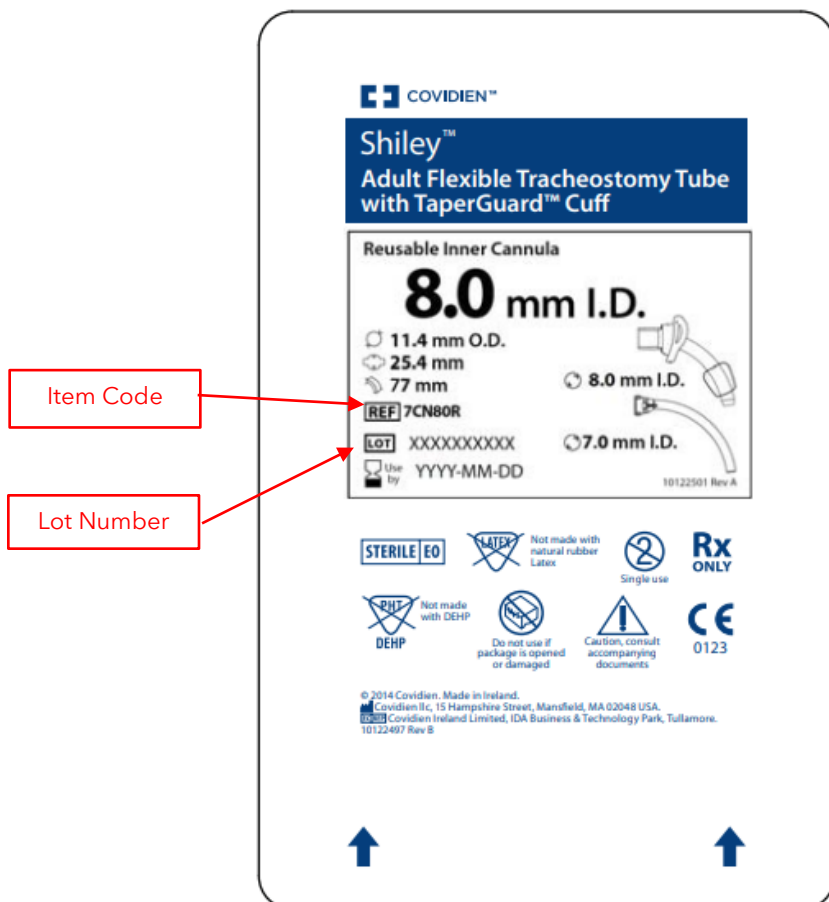 COVIDIEN™
Shiley™
Adult Flexible Tracheostomy Tube
with TaperGuard™ Cuff
Reusable Inner Cannula
8.0 mm I.D.
11.4 mm O.D.
25.4 mm
77 mm
8.0 mm I.D.
Item Code
REF 7CN80R
LOT XXXXXXXXXX
7.0 mm I.D.
Lot Number
Use
by YYYY-MM-DD
10122501 Rev A
STERILE EO
LATEX
Not made with
natural rubber
Latex
2
Single use
Rx
ONLY
PHT
DEHP
Not made
with DEHP
Do not use if
package is opened
or damaged
Caution, consult
accompanying
documents
CE
0123
© 2014 Covidien. Made in Ireland.
Covidien llc, 15 Hampshire Street, Mansfield, MA 02048 USA.
Covidien Ireland Limited, IDA Business & Technology Park, Tullamore.
10122497 Rev B